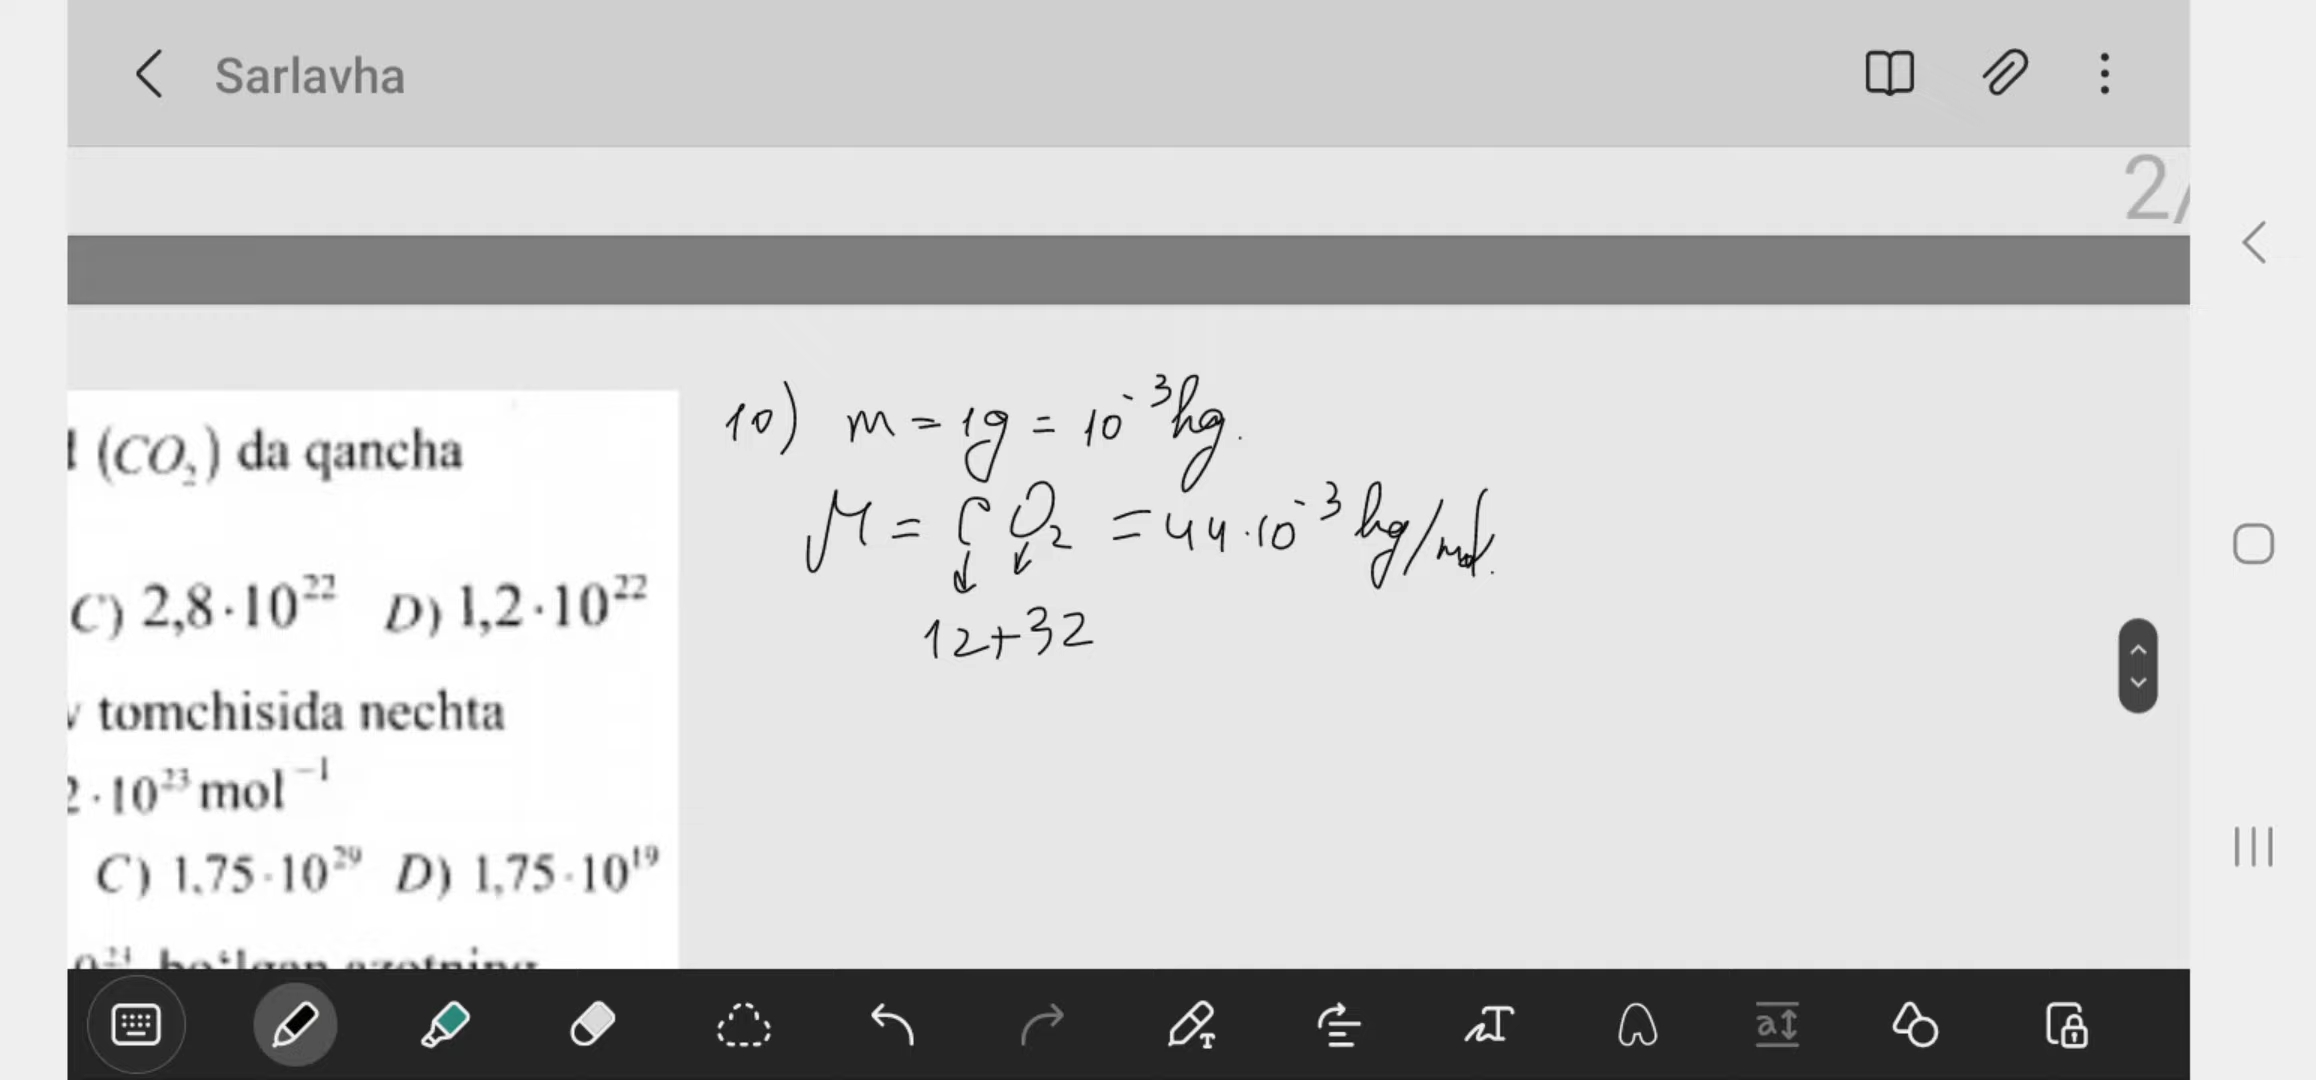 Sarlavha
2/
(CO₂) da qancha
C) 2,8·10²² D) 1,2·10²²
tomchisida nechta
2·10²³ mol⁻¹
C) 1,75·10²⁹ D) 1,75·10¹⁹
10) m = 1g = 10⁻³ kg.
M = CO₂ = 44·10⁻³ kg/mol.
12+32